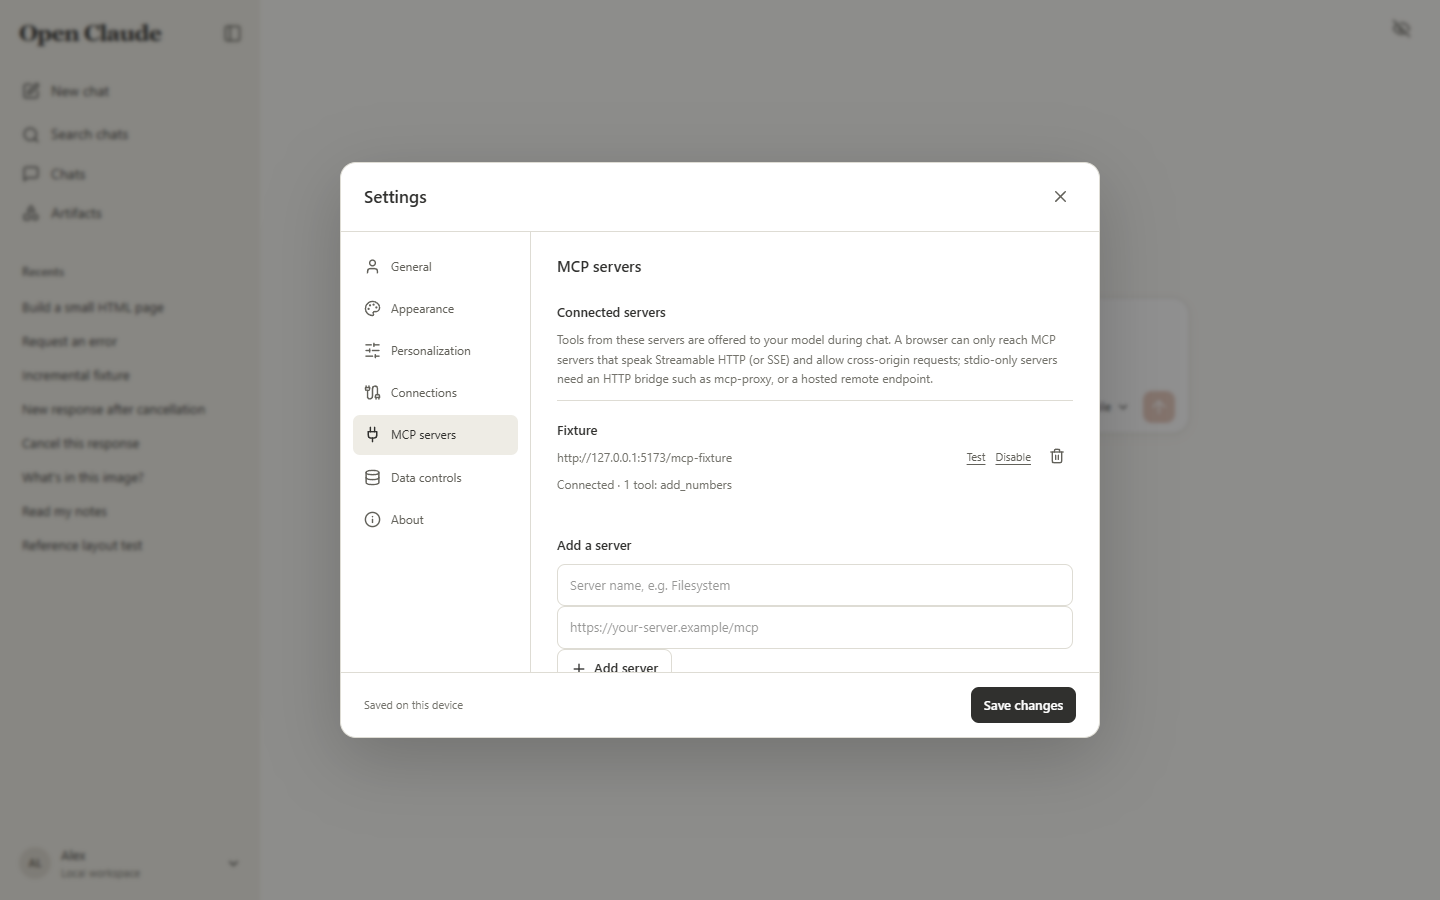 Open Claude
New chat
Search chats
Chats
Artifacts
Recents
Build a small HTML page
Request an error
Incremental fixture
New response after cancellation
Cancel this response
What's in this image?
Read my notes
Reference layout test
AL
Alex
Local workspace
Settings
General
Appearance
Personalization
Connections
MCP servers
Data controls
About
MCP servers
Connected servers
Tools from these servers are offered to your model during chat. A browser can only reach MCP
servers that speak Streamable HTTP (or SSE) and allow cross-origin requests; stdio-only servers
need an HTTP bridge such as mcp-proxy, or a hosted remote endpoint.
Fixture
http://127.0.0.1:5173/mcp-fixture
Test Disable
Connected · 1 tool: add_numbers
Add a server
Server name, e.g. Filesystem
https://your-server.example/mcp
Add server
Saved on this device
Save changes